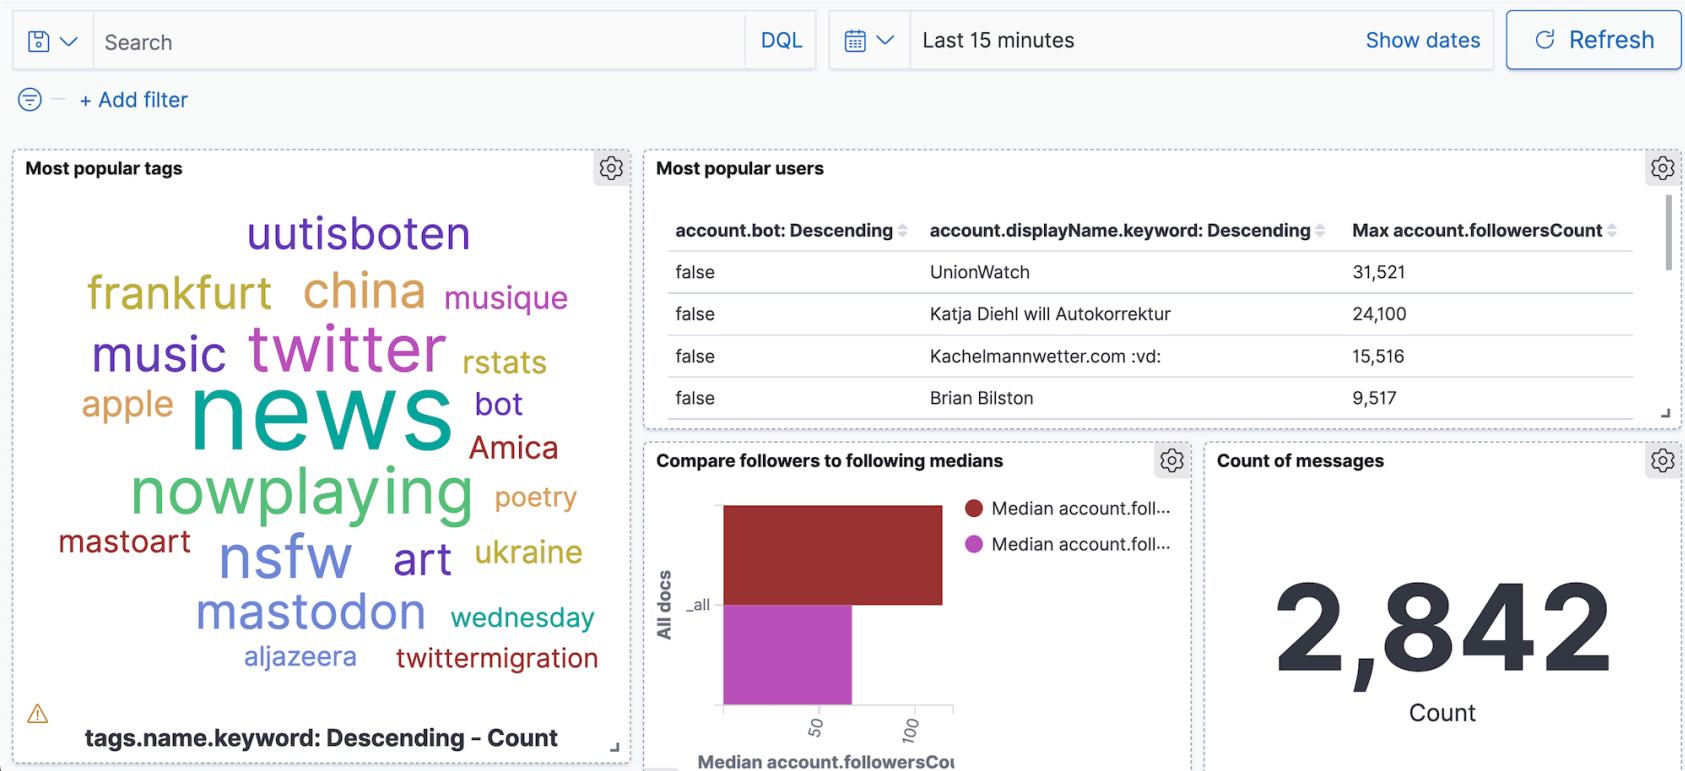 Search DQL Last 15 minutes Show dates Refresh
+ Add filter
Most popular tags
uutisboten
frankfurt china musique
music twitter rstats
apple news bot
Amica
nowplaying poetry
mastoart nsfw art ukraine
mastodon wednesday
aljazeera twittermigration
tags.name.keyword: Descending - Count
Most popular users
account.bot: Descending account.displayName.keyword: Descending Max account.followersCount
false UnionWatch 31,521
false Katja Diehl will Autokorrektur 24,100
false Kachelmannwetter.com :vd: 15,516
false Brian Bilston 9,517
Compare followers to following medians
Median account.foll...
Median account.foll...
All docs
_all
50 100
Median account.followersCou
Count of messages
2,842
Count